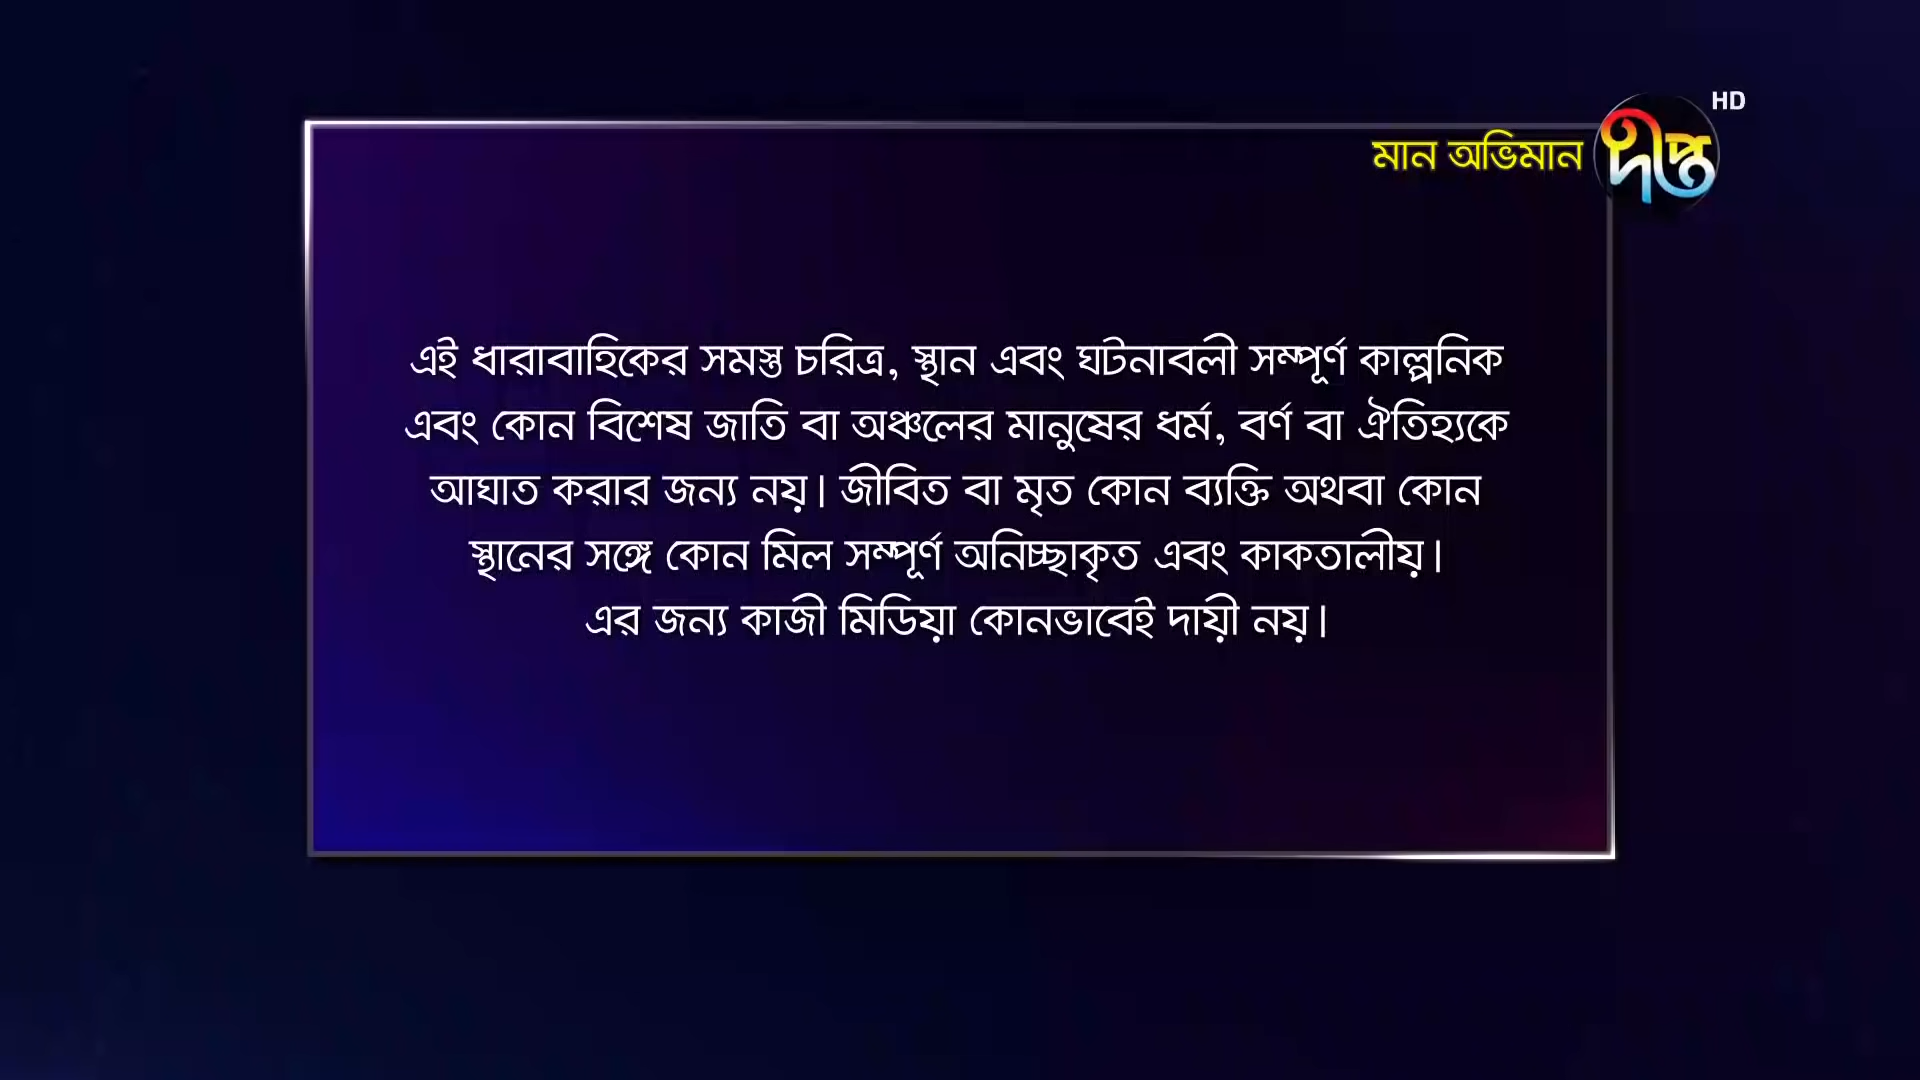 HD
মান অভিমান দীপ্ত
এই ধারাবাহিকের সমস্ত চরিত্র, স্থান এবং ঘটনাবলী সম্পূর্ণ কাল্পনিক
এবং কোন বিশেষ জাতি বা অঞ্চলের মানুষের ধর্ম, বর্ণ বা ঐতিহ্যকে
আঘাত করার জন্য নয়। জীবিত বা মৃত কোন ব্যক্তি অথবা কোন
স্থানের সঙ্গে কোন মিল সম্পূর্ণ অনিচ্ছাকৃত এবং কাকতালীয়।
এর জন্য কাজী মিডিয়া কোনভাবেই দায়ী নয়।